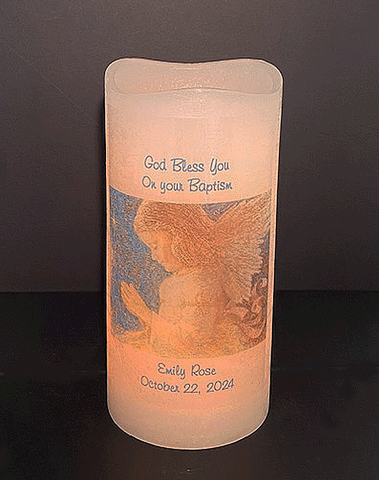 God Bless You
On your Baptism
Emily Rose
October 22, 2024